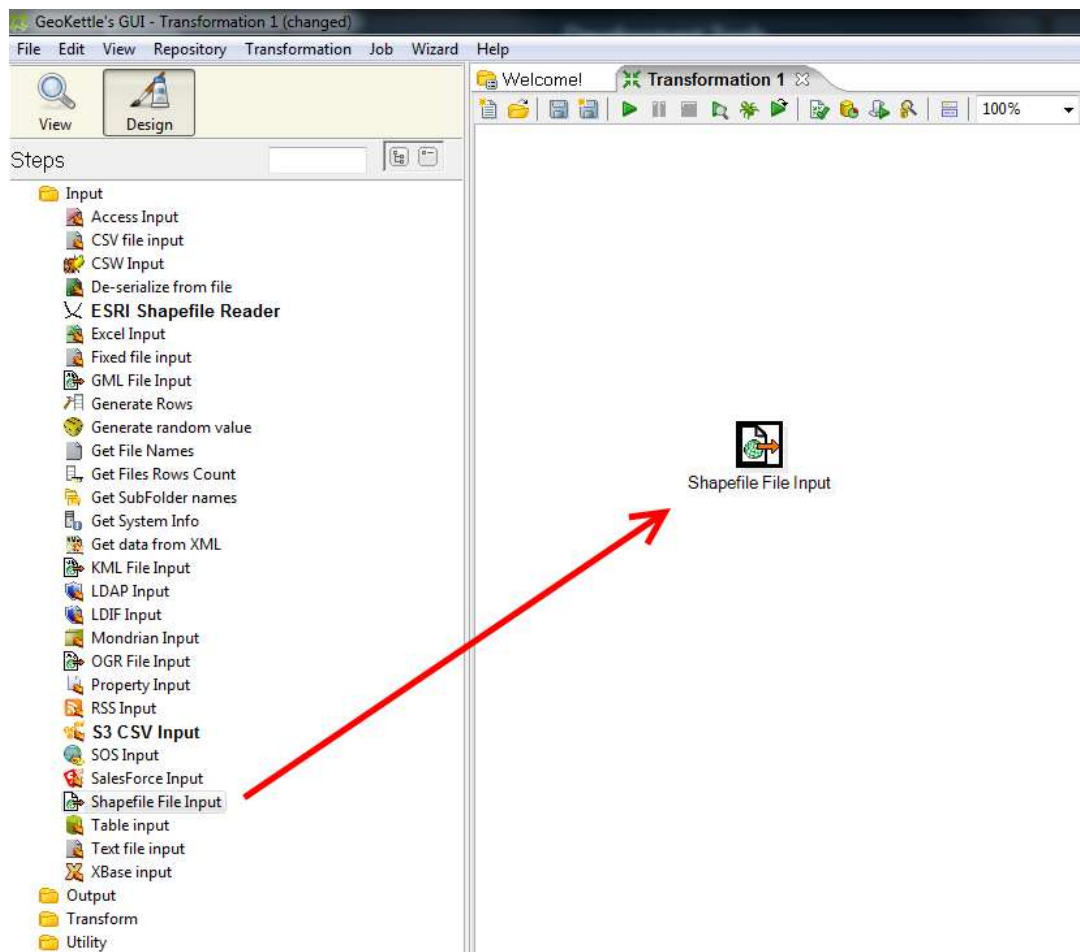 GeoKettle's GUI - Transformation 1 (changed)
File Edit View Repository Transformation Job Wizard Help
View
Design
Welcome!
Transformation 1
100%
Steps
Input
Access Input
CSV file input
CSW Input
De-serialize from file
ESRI Shapefile Reader
Excel Input
Fixed file input
GML File Input
Generate Rows
Generate random value
Get File Names
Get Files Rows Count
Get SubFolder names
Get System Info
Get data from XML
KML File Input
LDAP Input
LDIF Input
Mondrian Input
OGR File Input
Property Input
RSS Input
S3 CSV Input
SOS Input
SalesForce Input
Shapefile File Input
Table input
Text file input
XBase input
Output
Transform
Utility
Shapefile File Input